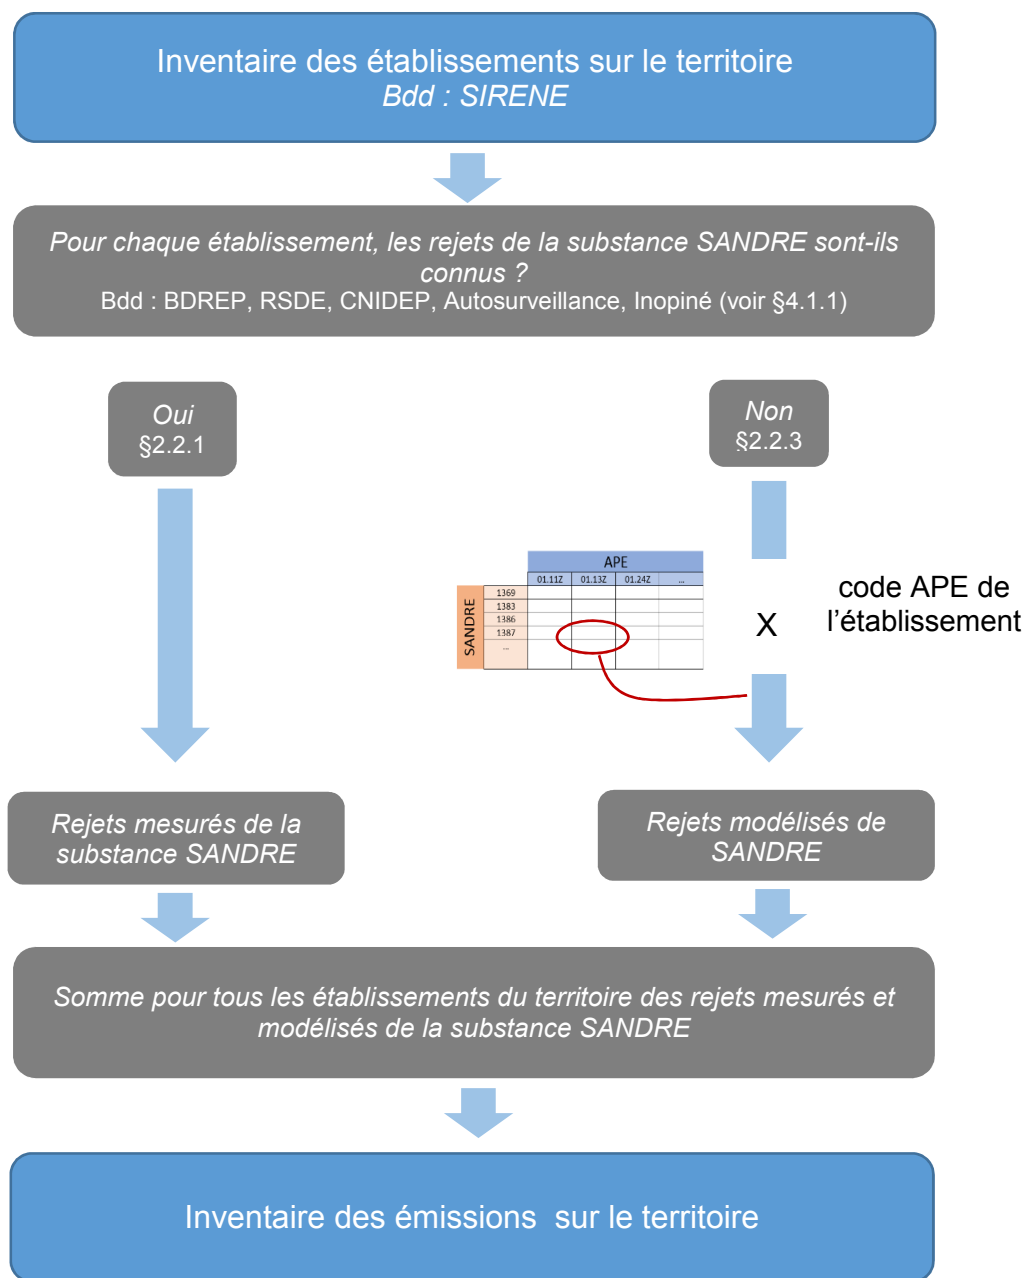 Inventaire des établissements sur le territoire
Bdd : SIRENE
Pour chaque établissement, les rejets de la substance SANDRE sont-ils
connus ?
Bdd : BDREP, RSDE, CNIDEP, Autosurveillance, Inopiné (voir §4.1.1)
Oui
§2.2.1
Non
§2.2.3
APE
01.11Z 01.13Z 01.24Z ...
SANDRE
1369
1383
1386
1387
...
X
code APE de
l'établissement
Rejets mesurés de la
substance SANDRE
Rejets modélisés de
SANDRE
Somme pour tous les établissements du territoire des rejets mesurés et
modélisés de la substance SANDRE
Inventaire des émissions sur le territoire